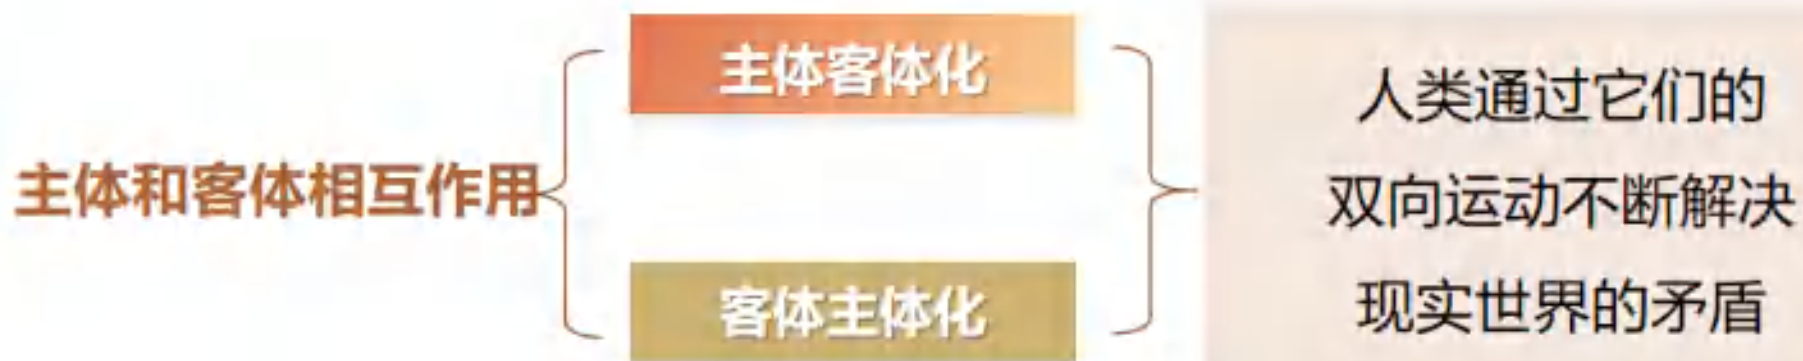 主体和客体相互作用
主体客体化
客体主体化
人类通过它们的
双向运动不断解决
现实世界的矛盾